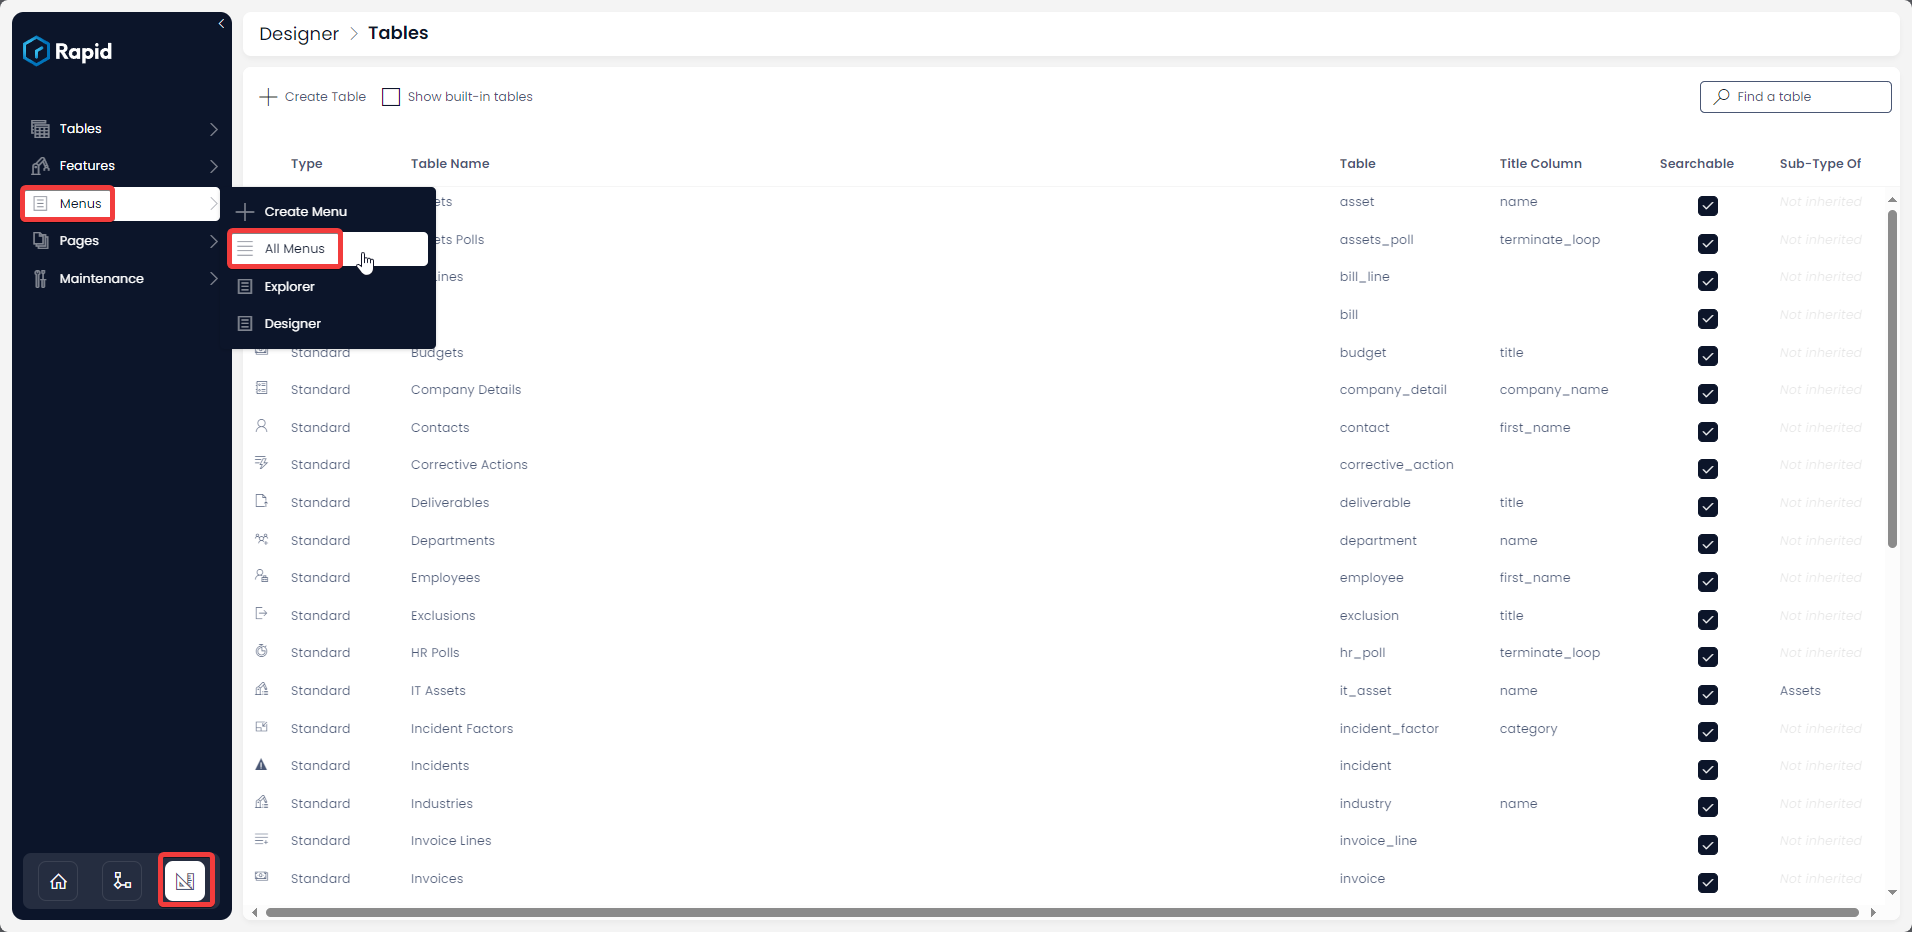 Rapid
Tables
Features
Menus
Pages
Maintenance
Create Menu
All Menus
Explorer
Designer
Designer > Tables
Create Table Show built-in tables Find a table
Type Table Name Table Title Column Searchable Sub-Type Of
ets asset name Not inherited
ets Polls assets_poll terminate_loop Not inherited
ines bill_line Not inherited
bill Not inherited
Standard Budgets budget title Not inherited
Standard Company Details company_detail company_name Not inherited
Standard Contacts contact first_name Not inherited
Standard Corrective Actions corrective_action Not inherited
Standard Deliverables deliverable title Not inherited
Standard Departments department name Not inherited
Standard Employees employee first_name Not inherited
Standard Exclusions exclusion title Not inherited
Standard HR Polls hr_poll terminate_loop Not inherited
Standard IT Assets it_asset name Assets
Standard Incident Factors incident_factor category Not inherited
Standard Incidents incident Not inherited
Standard Industries industry name Not inherited
Standard Invoice Lines invoice_line Not inherited
Standard Invoices invoice Not inherited